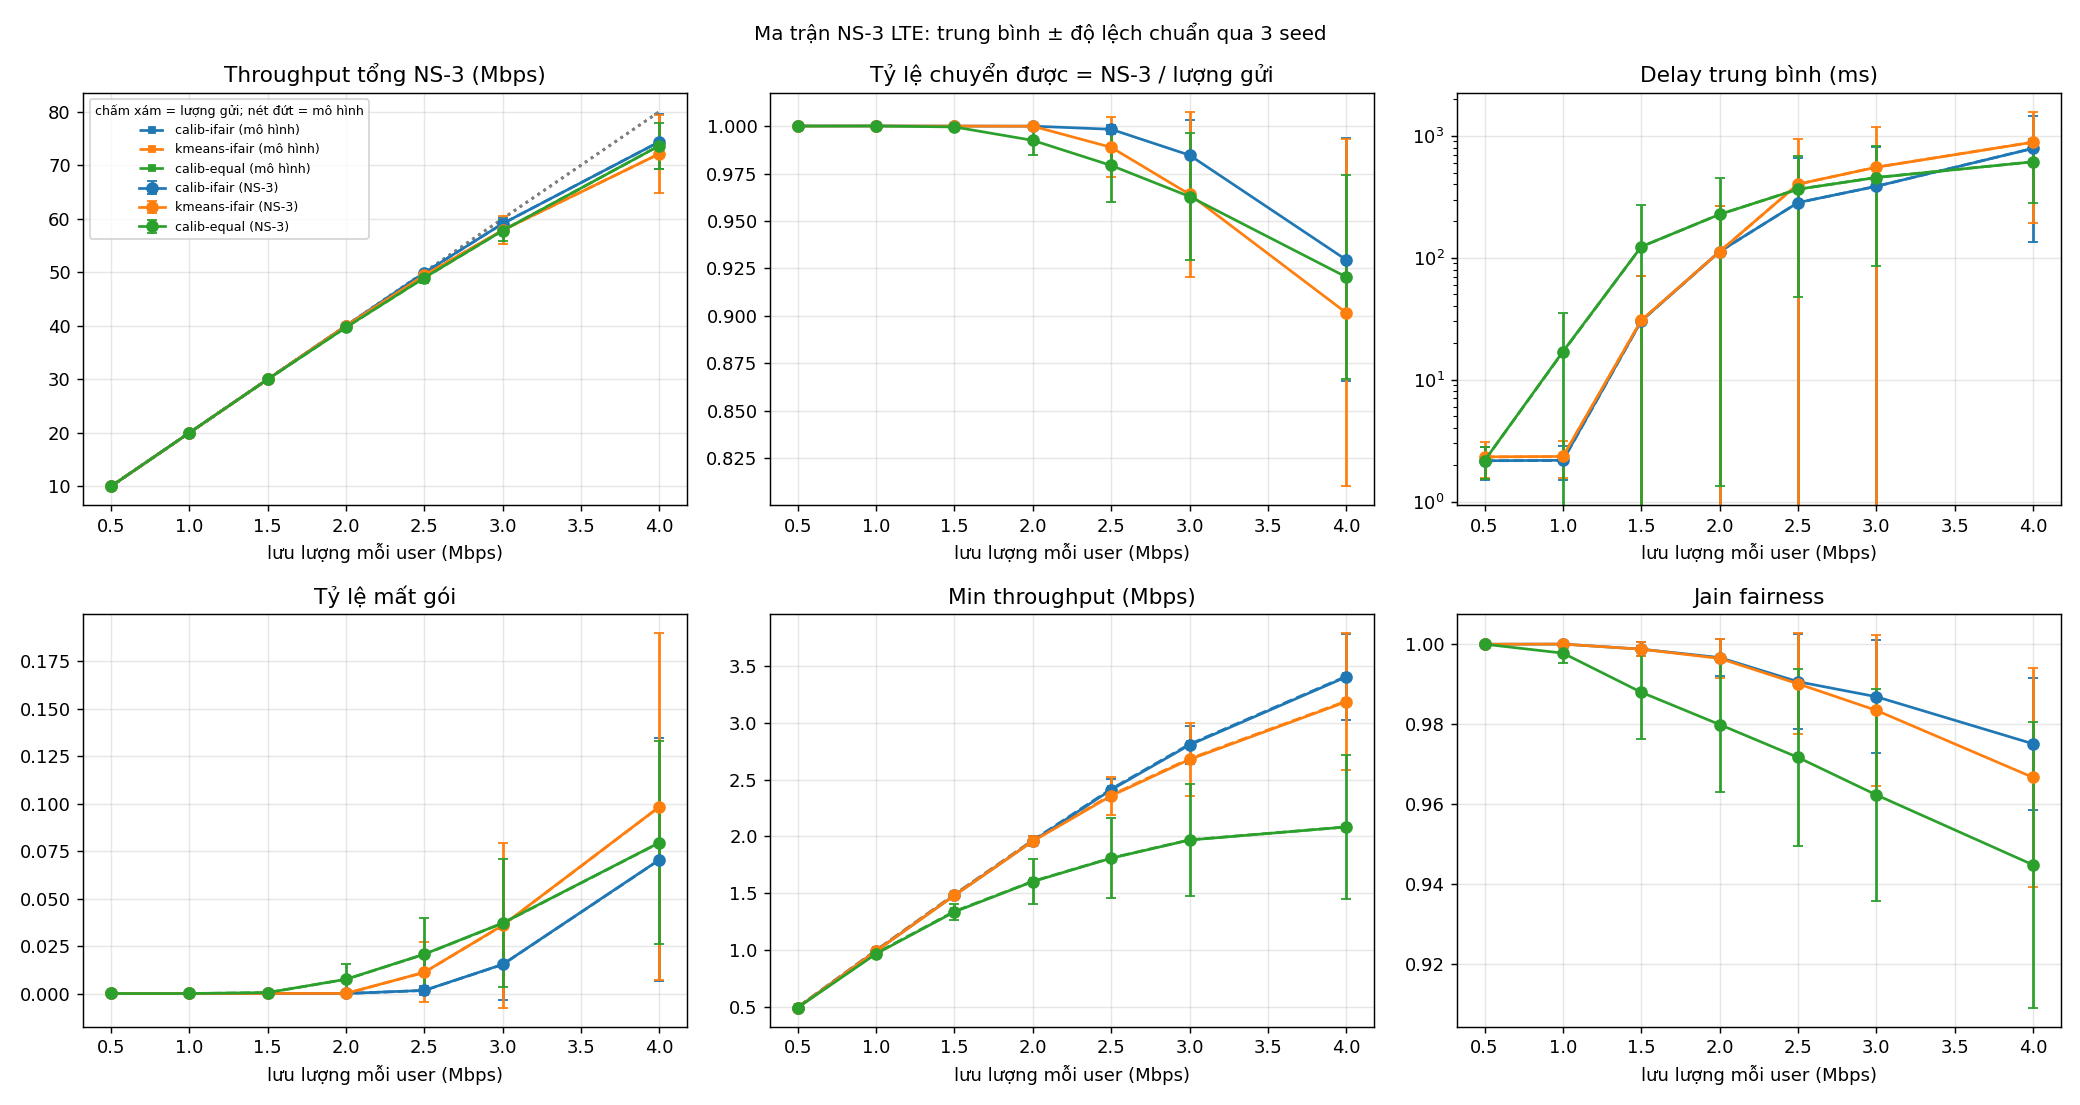 Ma trận NS-3 LTE: trung bình ± độ lệch chuẩn qua 3 seed
Throughput tổng NS-3 (Mbps)
80
70
60
50
40
30
20
10
chấm xám = lượng gửi; nét đứt = mô hình
calib-ifair (mô hình)
kmeans-ifair (mô hình)
calib-equal (mô hình)
calib-ifair (NS-3)
kmeans-ifair (NS-3)
calib-equal (NS-3)
0.5 1.0 1.5 2.0 2.5 3.0 3.5 4.0
lưu lượng mỗi user (Mbps)
Tỷ lệ chuyển được = NS-3 / lượng gửi
1.000
0.975
0.950
0.925
0.900
0.875
0.850
0.825
0.5 1.0 1.5 2.0 2.5 3.0 3.5 4.0
lưu lượng mỗi user (Mbps)
Delay trung bình (ms)
10³
10²
10¹
10⁰
0.5 1.0 1.5 2.0 2.5 3.0 3.5 4.0
lưu lượng mỗi user (Mbps)
Tỷ lệ mất gói
0.175
0.150
0.125
0.100
0.075
0.050
0.025
0.000
0.5 1.0 1.5 2.0 2.5 3.0 3.5 4.0
lưu lượng mỗi user (Mbps)
Min throughput (Mbps)
3.5
3.0
2.5
2.0
1.5
1.0
0.5
0.5 1.0 1.5 2.0 2.5 3.0 3.5 4.0
lưu lượng mỗi user (Mbps)
Jain fairness
1.00
0.98
0.96
0.94
0.92
0.5 1.0 1.5 2.0 2.5 3.0 3.5 4.0
lưu lượng mỗi user (Mbps)